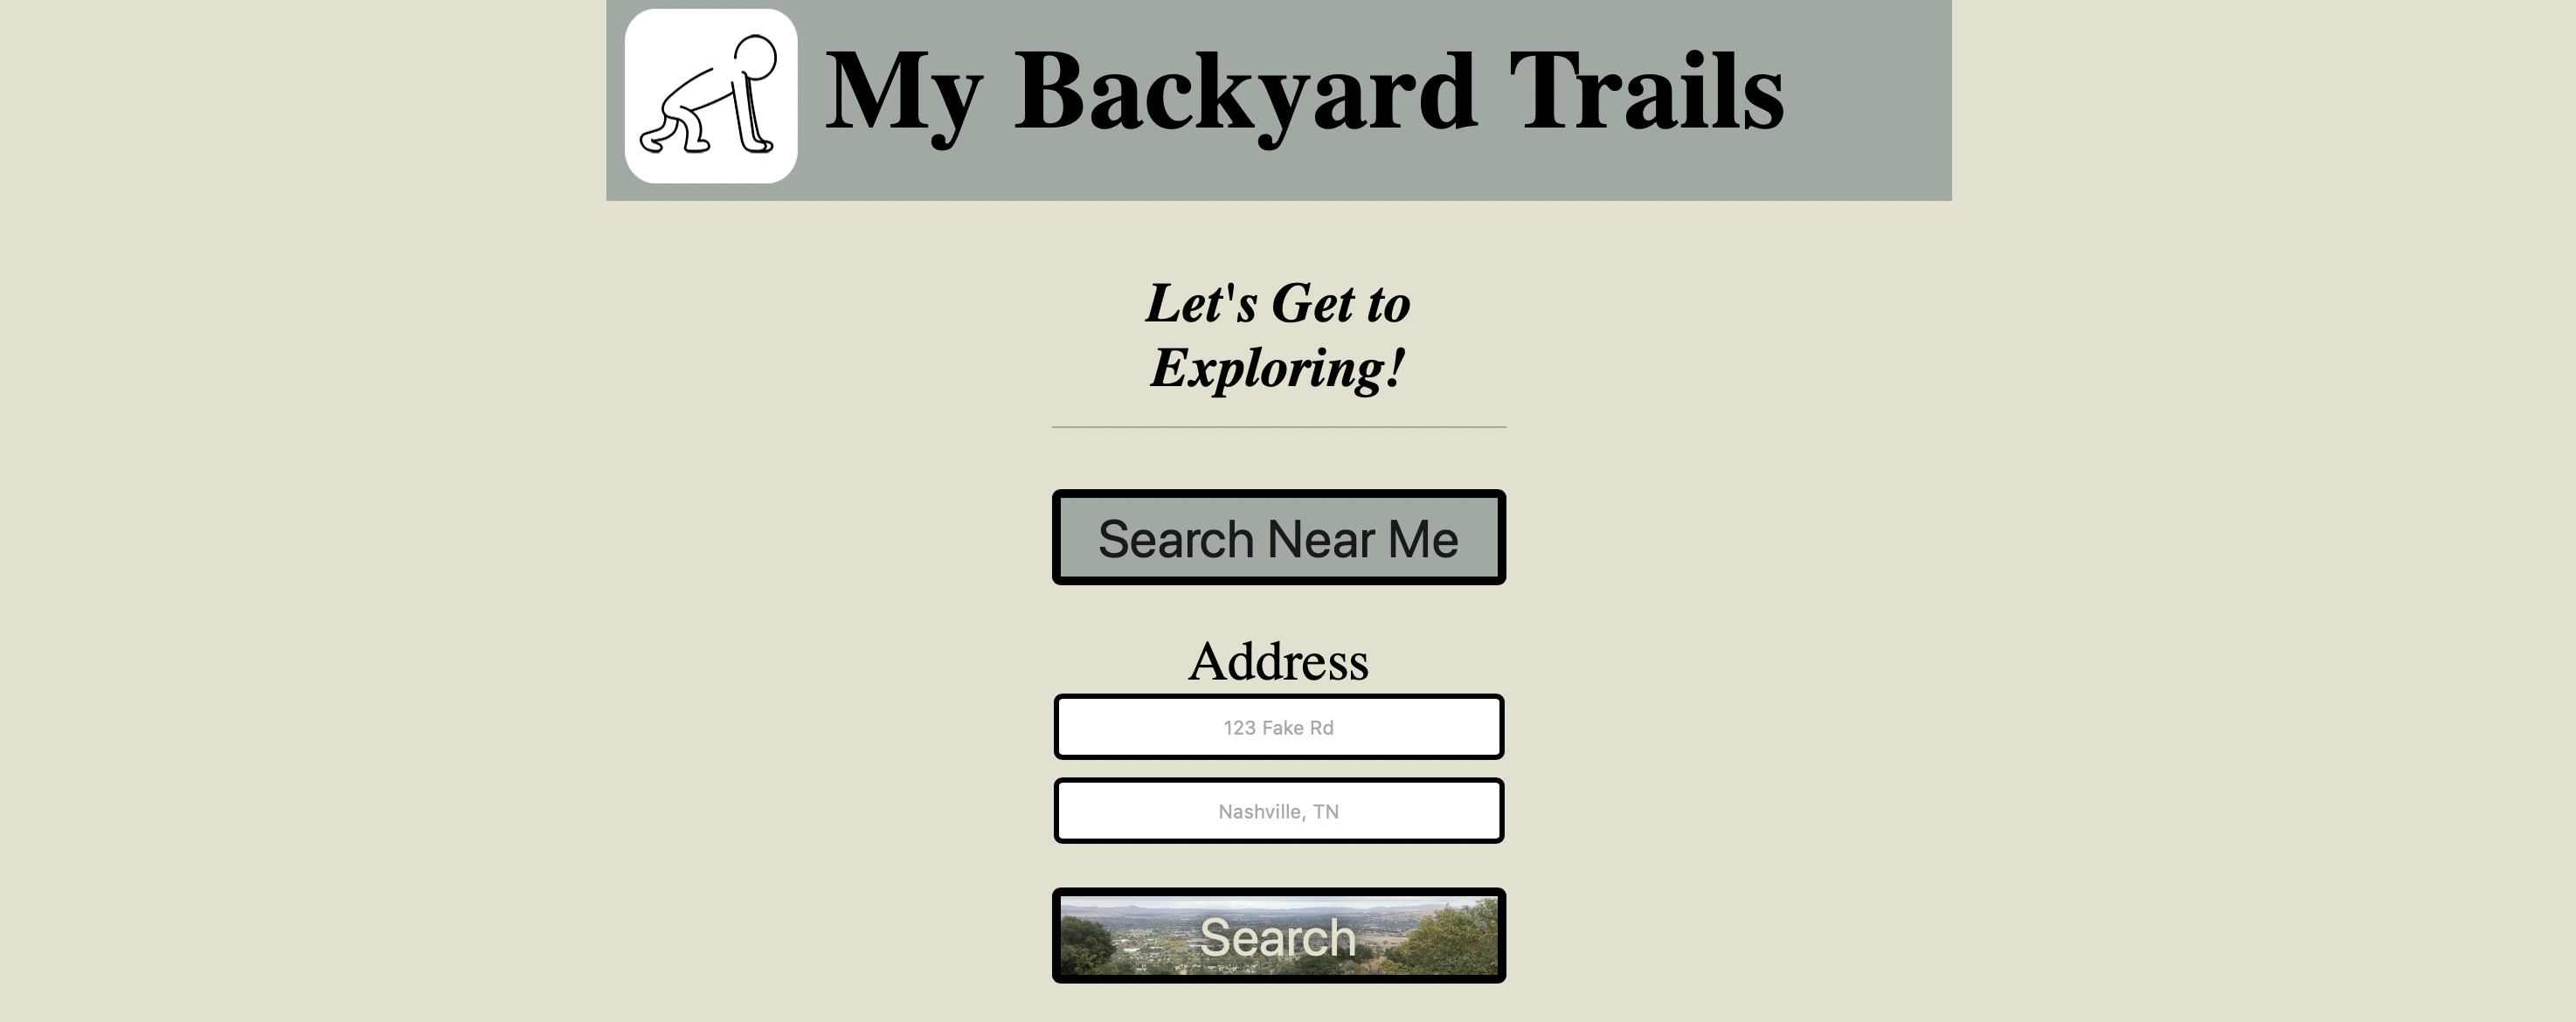 My Backyard Trails
Let's Get to
Exploring!
Search Near Me
Address
123 Fake Rd
Nashville, TN
Search